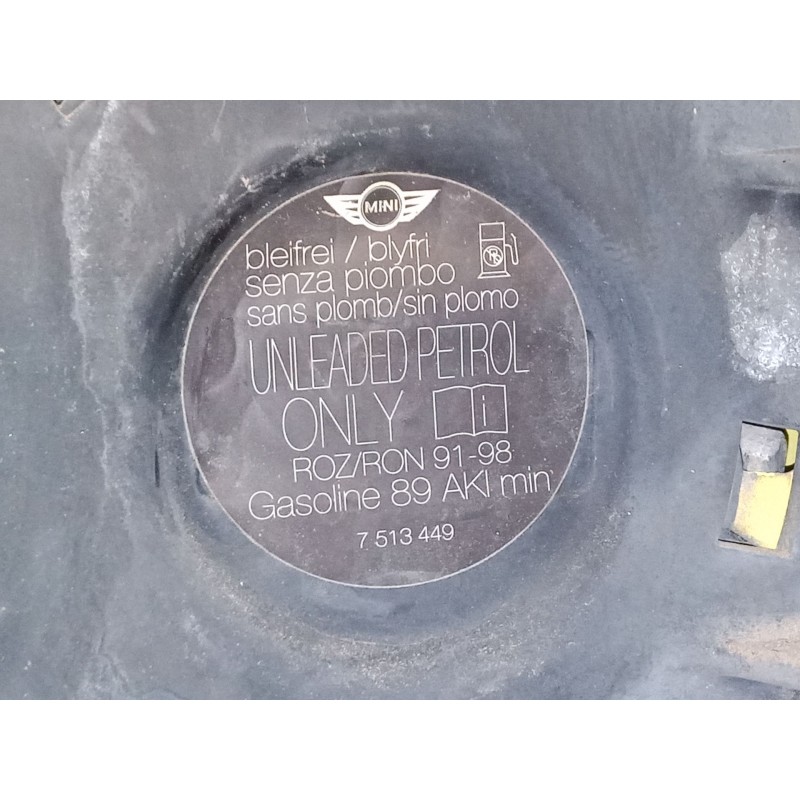 MINI
bleifrei / blyfri
senza piombo
sans plomb/sin plomo
UNLEADED PETROL
ONLY i
ROZ/RON 91-98
Gasoline 89 AKI min
7 513 449